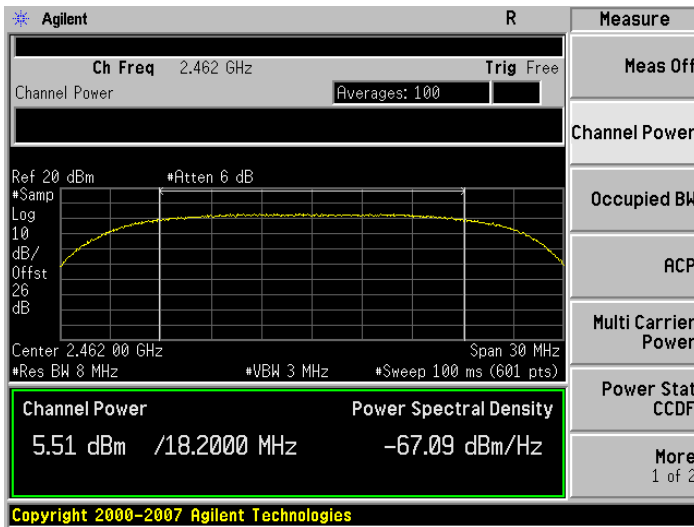 Agilent R Measure
Ch Freq 2.462 GHz Trig Free
Channel Power Averages: 100
Meas Off
Channel Power
Ref 20 dBm #Atten 6 dB
#Samp
Log
10
dB/
Offst
26
dB
Occupied BW
ACP
Multi Carrier
Power
Center 2.462 00 GHz Span 30 MHz
#Res BW 8 MHz #VBW 3 MHz #Sweep 100 ms (601 pts)
Power Stat
CCDF
Channel Power Power Spectral Density
5.51 dBm /18.2000 MHz -67.09 dBm/Hz
More
1 of 2
Copyright 2000-2007 Agilent Technologies